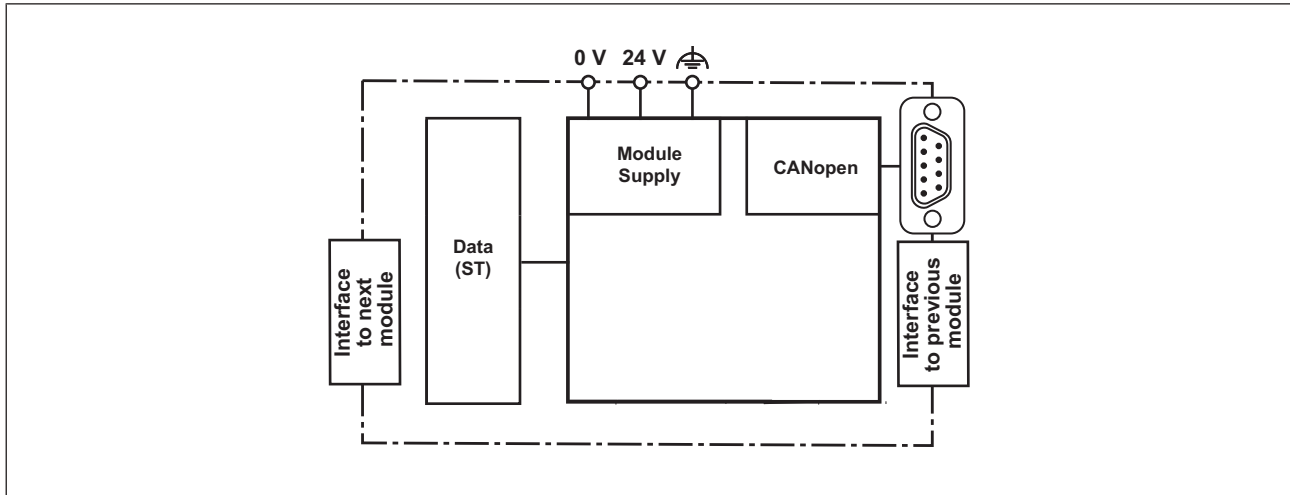 0 V 24 V
Module
Supply
CANopen
Data
(ST)
Interface
to next
module
Interface
to previous
module